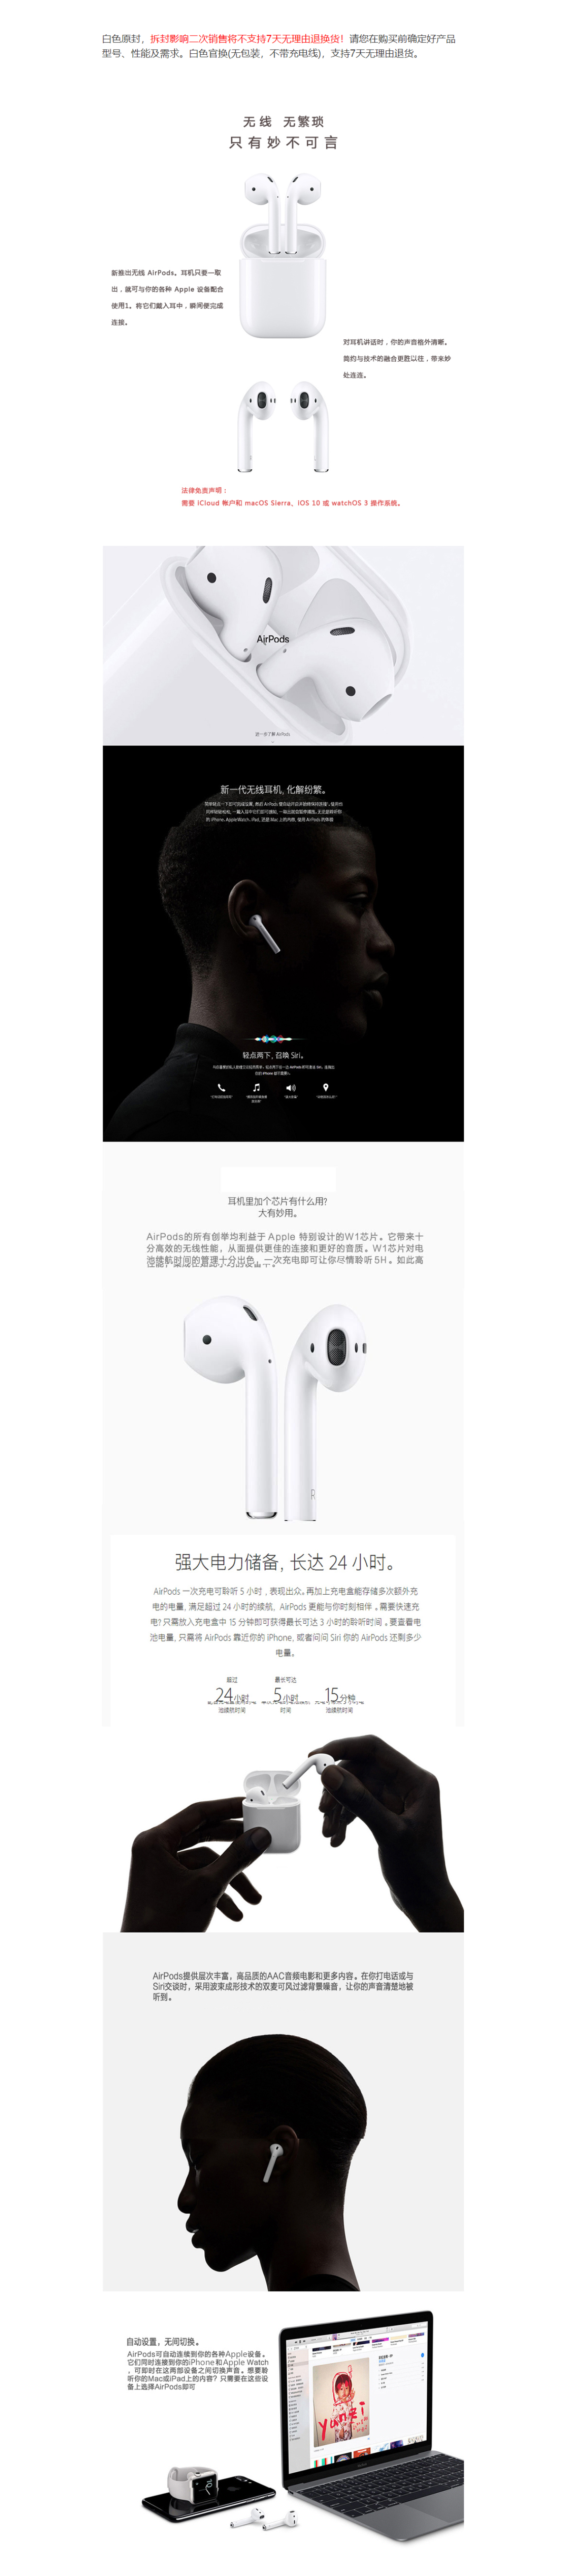 白色原封，拆封影响二次销售将不支持7天无理由退换货！请您在购买前确定好产品
型号、性能及需求。白色官换(无包装，不带充电线)，支持7天无理由退货。
无线 无繁琐
只有妙不可言
新推出无线 AirPods。耳机只要一取
出，就可与你的各种 Apple 设备配合
使用1。将它们戴入耳中，瞬间便完成
连接。
对耳机讲话时，你的声音格外清晰。
简约与技术的融合更胜以往，带来妙
处连连。
法律免责声明：
需要 iCloud 帐户和 macOS Sierra，iOS 10 或 watchOS 3 操作系统。
AirPods
进一步了解 AirPods
新一代无线耳机，化解纷繁。
轻点两下，召唤 Siri。
耳机里加个芯片有什么用？
大有妙用。
AirPods的所有创举均利益于 Apple 特别设计的W1芯片。它带来十
分高效的无线性能，从而提供更佳的连接和更好的音质。W1芯片对电
池续航时间的管理十分出色，一次充电即可让你尽情聆听5H。如此高
强大电力储备，长达 24 小时。
AirPods 一次充电可聆听 5 小时，表现出众。再加上充电盒能存储多次额外充
电的电量，满足超过 24 小时的续航，AirPods 更能与你时刻相伴。需要快速充
电？只需放入充电盒中 15 分钟即可获得最长可达 3 小时的聆听时间。要查看电
池电量，只需将 AirPods 靠近你的 iPhone，或者问问 Siri 你的 AirPods 还剩多少
电量。
超过 最长可达
24小时 5小时 15分钟
池续航时间 时间 池续航时间
AirPods提供层次丰富，高品质的AAC音频电影和更多内容。在你打电话或与
Siri交谈时，采用波束成形技术的双麦可风过滤背景噪音，让你的声音清楚地被
听到。
自动设置，无间切换。
AirPods可自动连续到你的各种Apple设备。
它们同时连接到你的iPhone和Apple Watch
，可即时在这两部设备之间切换声音。想要聆
听你的Mac或iPad上的内容？只需要在这些设
备上选择AirPods即可